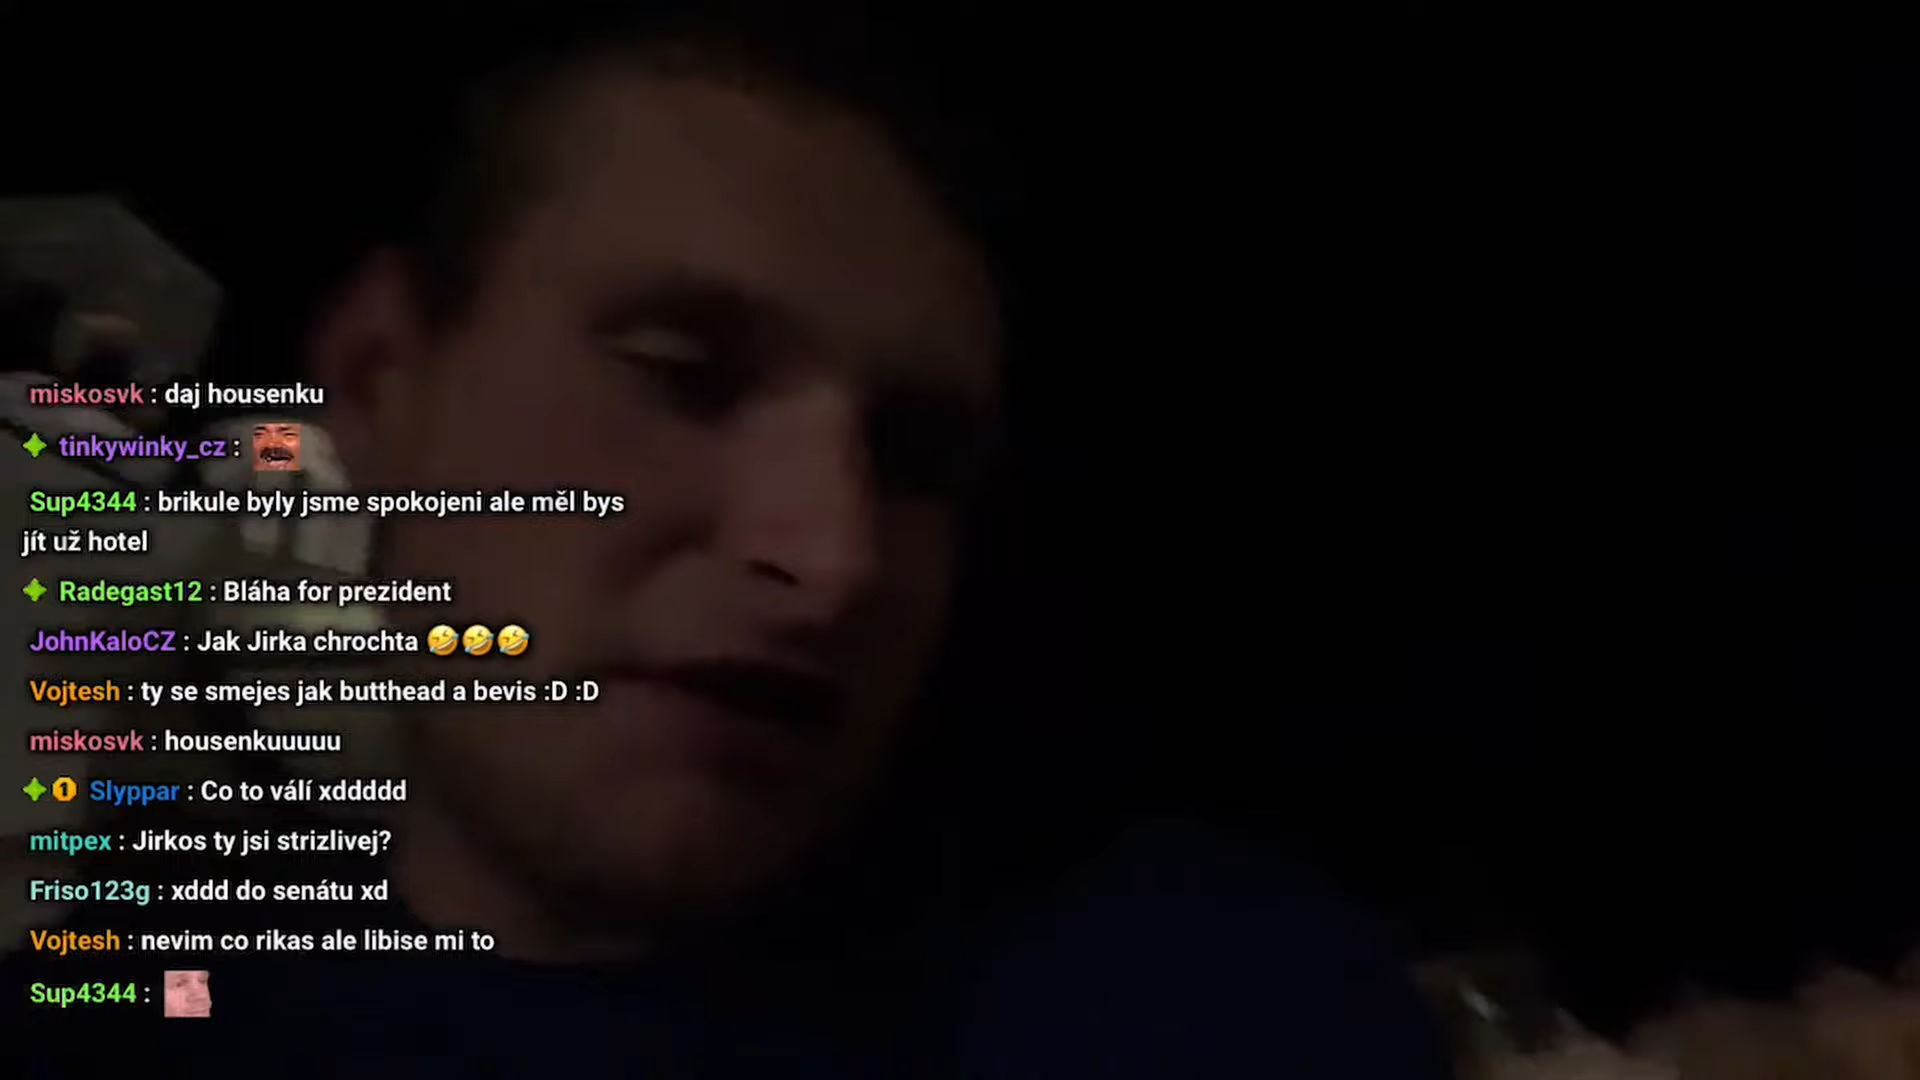 miskosvk : daj housenku
tinkywinky_cz :
Sup4344 : brikule byly jsme spokojeni ale měl bys
jít už hotel
Radegast12 : Bláha for prezident
JohnKaloCZ : Jak Jirka chrochta 🤣🤣🤣
Vojtesh : ty se smejes jak butthead a bevis :D :D
miskosvk : housenkuuuuu
1 Slyppar : Co to válí xddddd
mitpex : Jirkos ty jsi strizlivej?
Friso123g : xddd do senátu xd
Vojtesh : nevim co rikas ale libise mi to
Sup4344 :